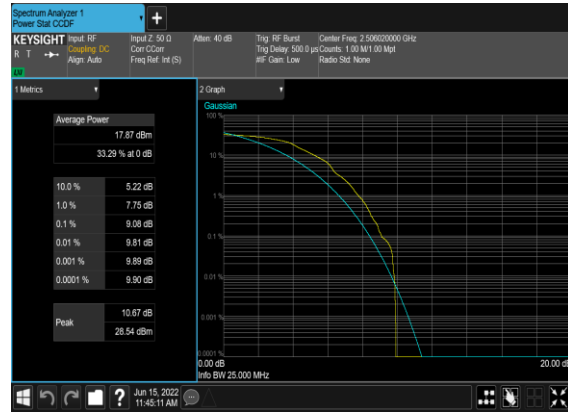 Spectrum Analyzer 1
Power Stat CCDF
KEYSIGHT
R T
LW
Input: RF
Coupling: DC
Align: Auto
Input Z: 50 Ω
Corr CCorr
Freq Ref: Int (S)
Atten: 40 dB
Trig: RF Burst
Trig Delay: 500.0 µs
#IF Gain: Low
Center Freq: 2.506020000 GHz
Counts: 1.00 M/1.00 Mpt
Radio Std: None
1 Metrics
Average Power
17.87 dBm
33.29 % at 0 dB
10.0 % 5.22 dB
1.0 % 7.75 dB
0.1 % 9.08 dB
0.01 % 9.81 dB
0.001 % 9.89 dB
0.0001 % 9.90 dB
Peak
10.67 dB
28.54 dBm
2 Graph
Gaussian
100 %
10 %
1 %
0.1 %
0.01 %
0.001 %
0.0001 %
0.00 dB
20.00 dB
Info BW 25.000 MHz
?
Jun 15, 2022
11:45:11 AM